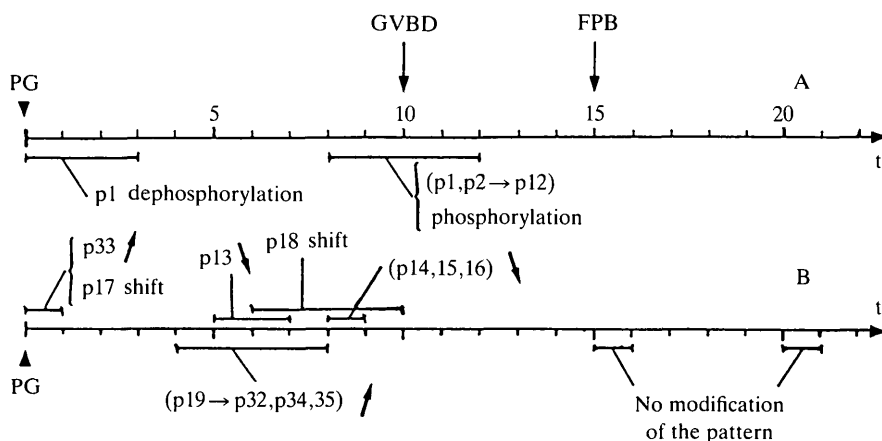 GVBD FPB
PG A
5 10 15 20
t
p1 dephosphorylation
(p1,p2→p12)
phosphorylation
p33
p17 shift
p13
p18 shift
(p14,15,16)
B
t
PG
(p19→p32,p34,35)
No modification
of the pattern